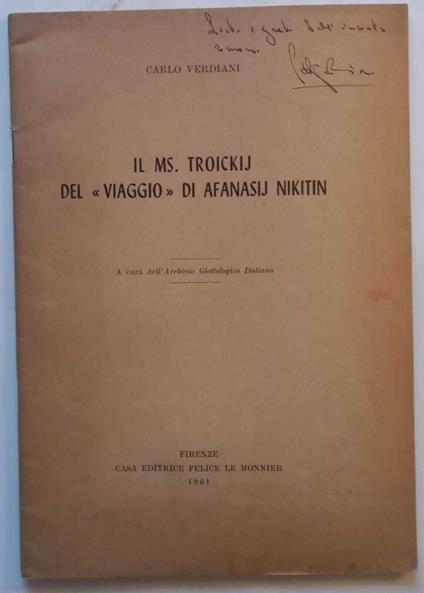 CARLO VERDIANI
IL MS. TROICKIJ
DEL « VIAGGIO » DI AFANASIJ NIKITIN
A cura dell'Archivio Glottologico Italiano
FIRENZE
CASA EDITRICE FELICE LE MONNIER
1961